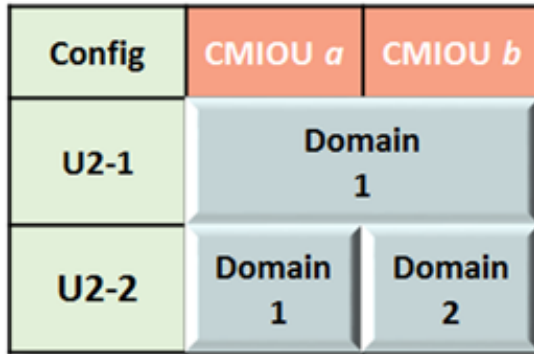 Config CMIOU a CMIOU b
U2-1 Domain
1
U2-2 Domain Domain
1 2